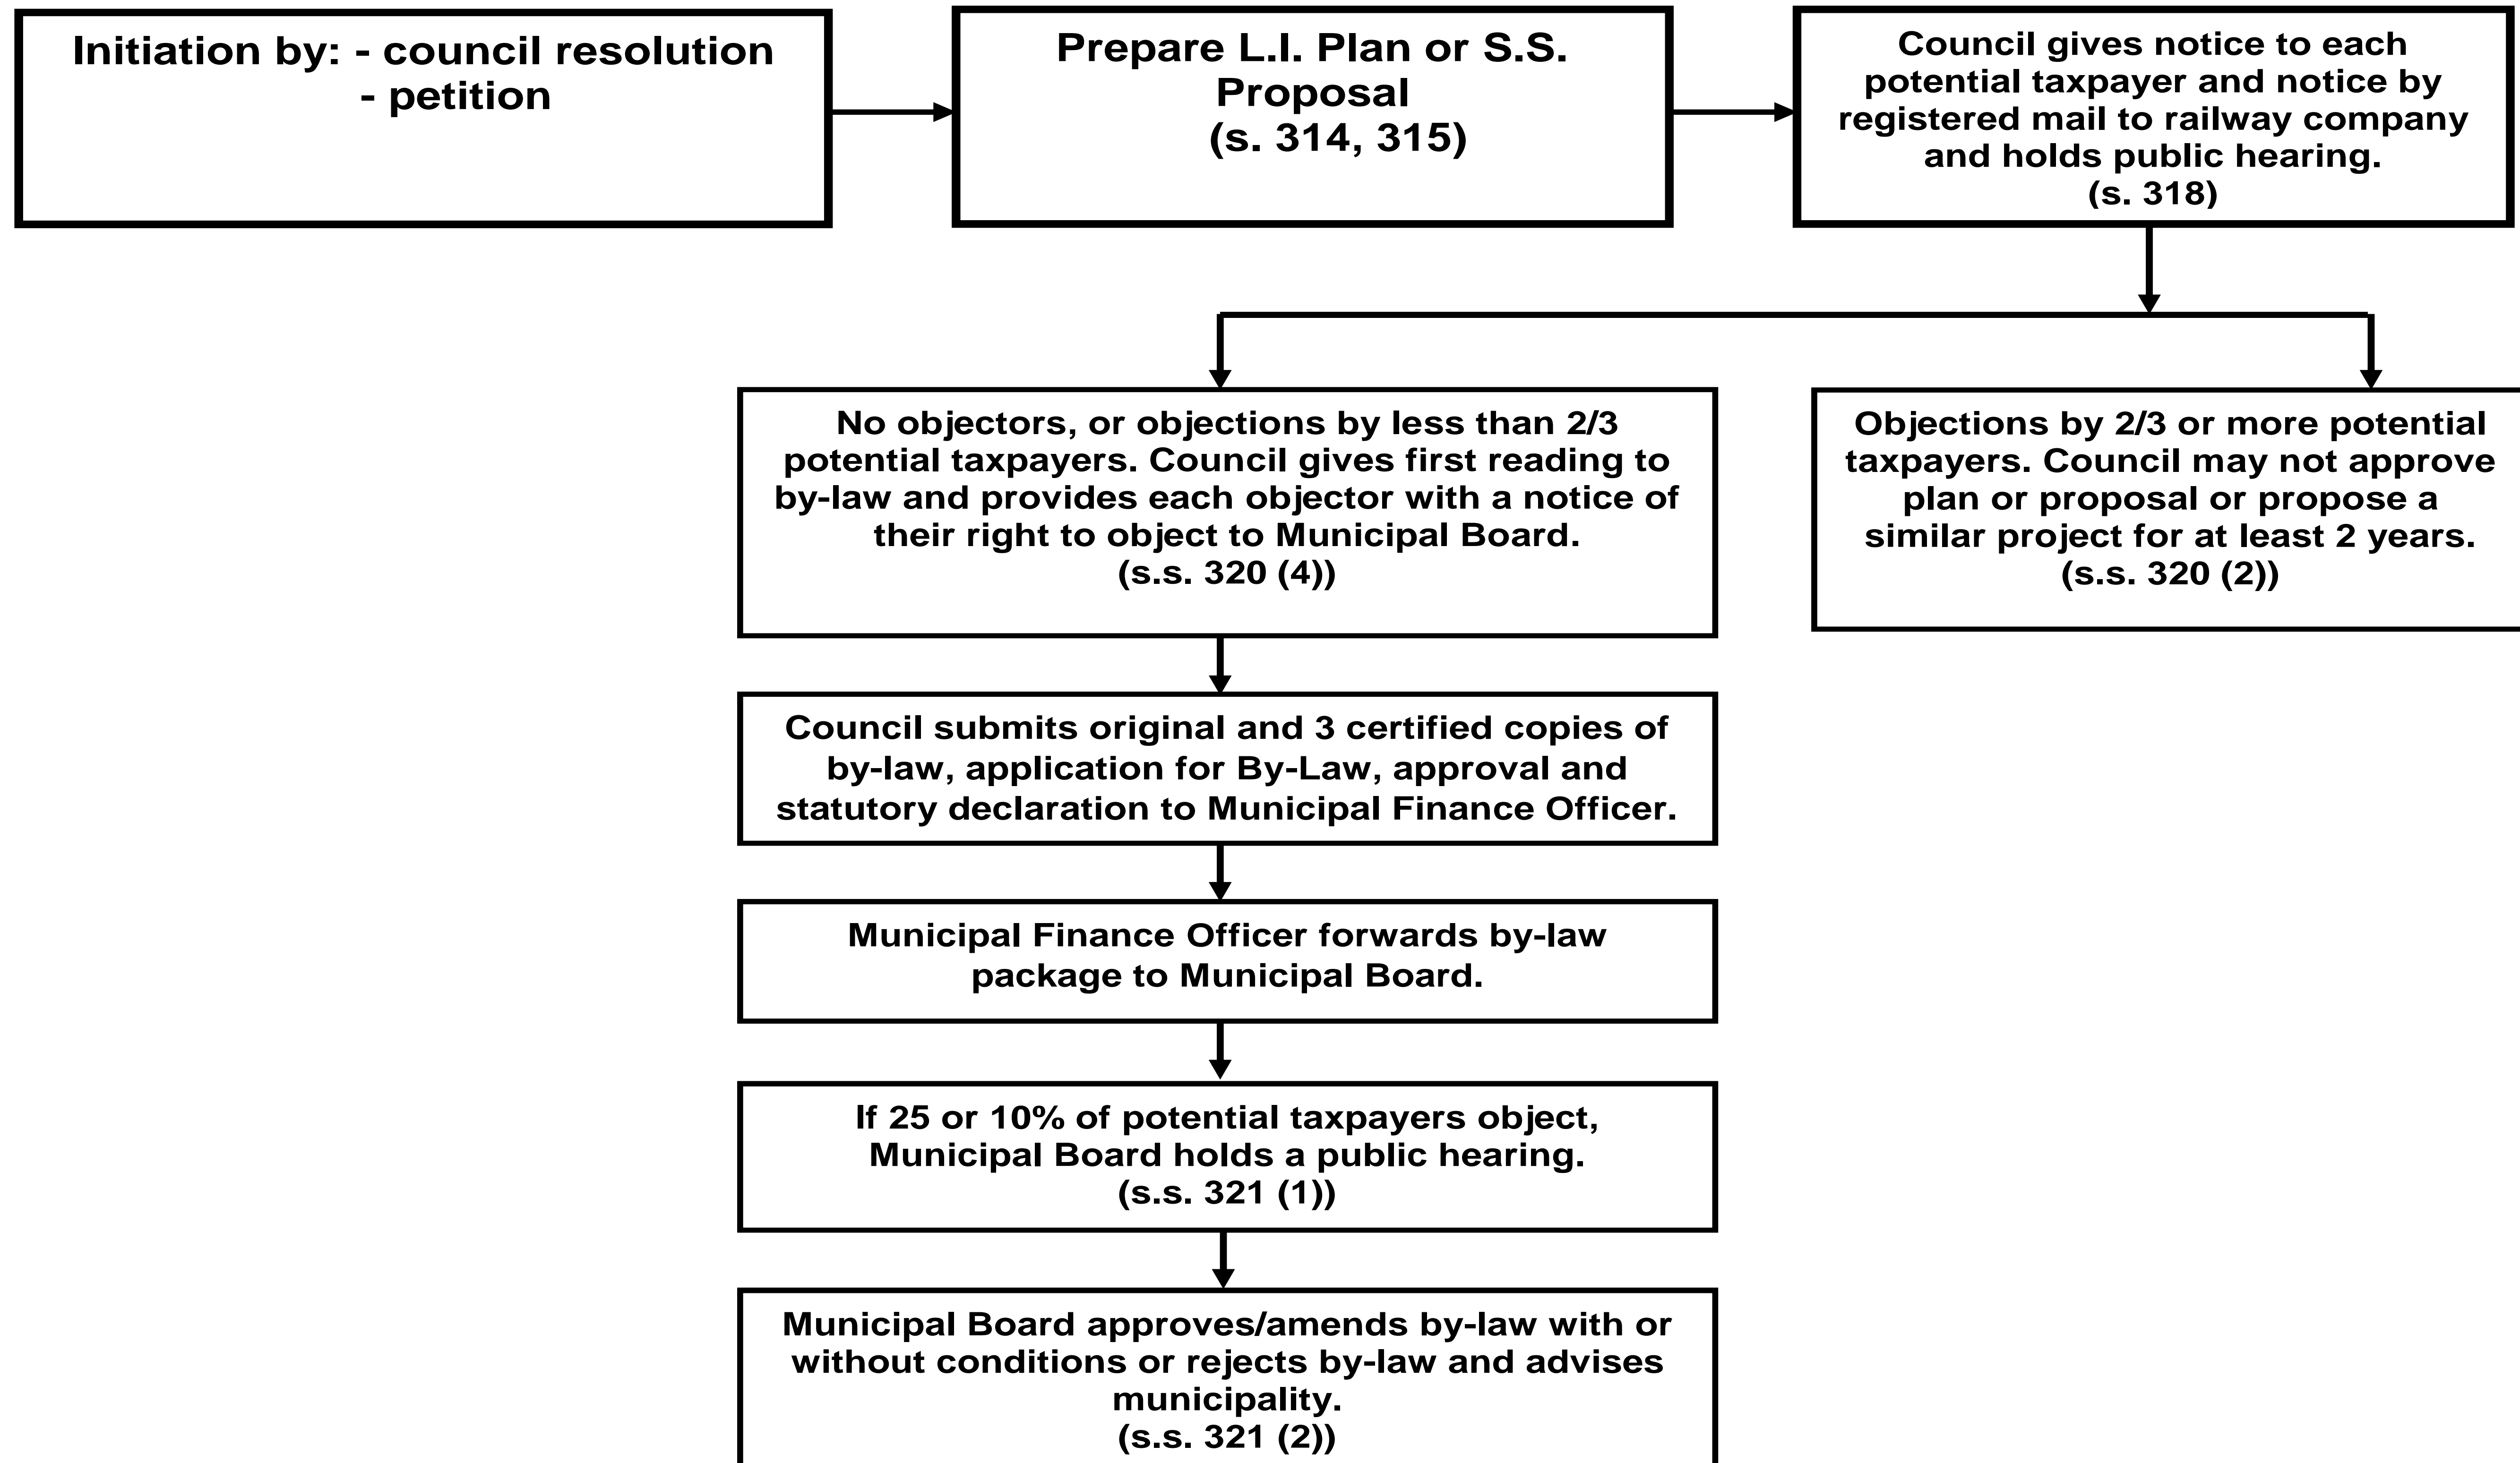 Initiation by: - council resolution
- petition
Prepare L.I. Plan or S.S.
Proposal
(s. 314, 315)
Council gives notice to each
potential taxpayer and notice by
registered mail to railway company
and holds public hearing.
(s. 318)
No objectors, or objections by less than 2/3
potential taxpayers. Council gives first reading to
by-law and provides each objector with a notice of
their right to object to Municipal Board.
(s.s. 320 (4))
Objections by 2/3 or more potential
taxpayers. Council may not approve
plan or proposal or propose a
similar project for at least 2 years.
(s.s. 320 (2))
Council submits original and 3 certified copies of
by-law, application for By-Law, approval and
statutory declaration to Municipal Finance Officer.
Municipal Finance Officer forwards by-law
package to Municipal Board.
If 25 or 10% of potential taxpayers object,
Municipal Board holds a public hearing.
(s.s. 321 (1))
Municipal Board approves/amends by-law with or
without conditions or rejects by-law and advises
municipality.
(s.s. 321 (2))